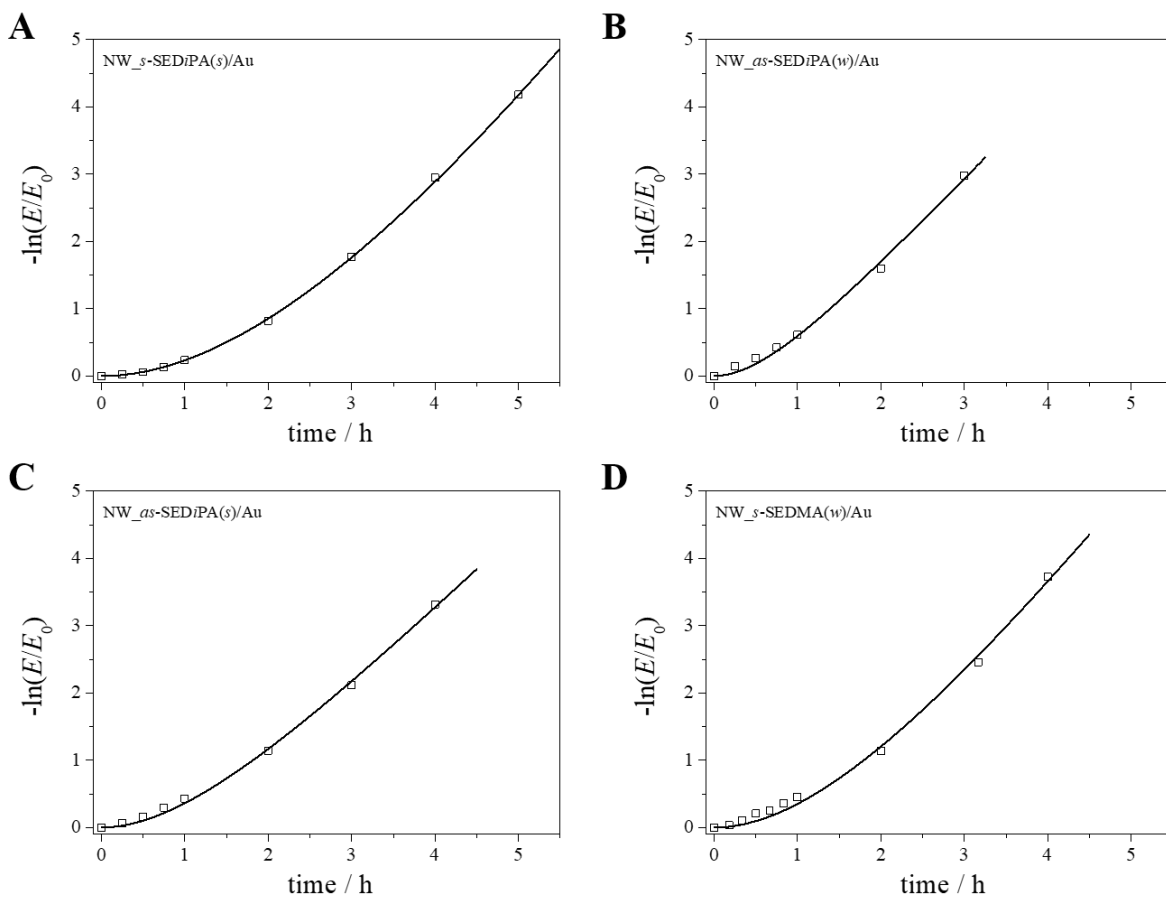 A
NW_s-SEDiPA(s)/Au
-ln(E/E0)
5
4
3
2
1
0
0 1 2 3 4 5
time / h
B
NW_as-SEDiPA(w)/Au
-ln(E/E0)
5
4
3
2
1
0
0 1 2 3 4 5
time / h
C
NW_as-SEDiPA(s)/Au
-ln(E/E0)
5
4
3
2
1
0
0 1 2 3 4 5
time / h
D
NW_s-SEDMA(w)/Au
-ln(E/E0)
5
4
3
2
1
0
0 1 2 3 4 5
time / h